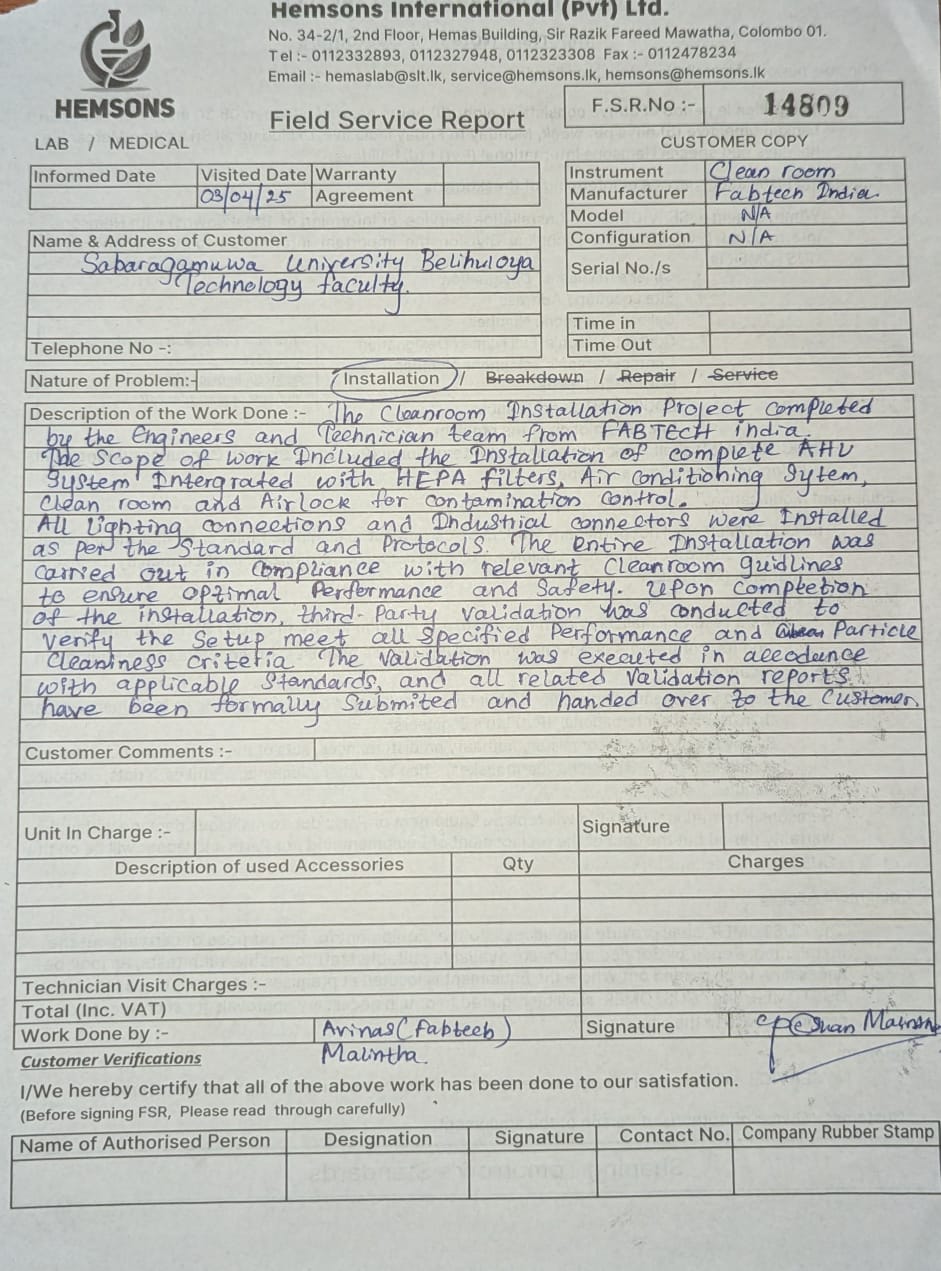 Hemsons International (Pvt) Ltd.
No. 34-2/1, 2nd Floor, Hemas Building, Sir Razik Fareed Mawatha, Colombo 01.
Tel :- 0112332893, 0112327948, 0112323308 Fax :- 0112478234
Email :- hemaslab@slt.lk, service@hemsons.lk, hemsons@hemsons.lk
HEMSONS
LAB / MEDICAL
Field Service Report
F.S.R.No :- 14809
CUSTOMER COPY
Informed Date Visited Date Warranty
03/04/25 Agreement
Instrument Clean room
Manufacturer Fabtech India.
Model N/A
Configuration N/A
Serial No./s
Name & Address of Customer
Sabaragamuwa University Belihuloya
Technology faculty.
Telephone No -:
Time in
Time Out
Nature of Problem:- Installation / Breakdown / Repair / Service
Description of the Work Done :- The Cleanroom Installation Project completed
by the Engineers and Technician team from FABTECH india.
The Scope of work Included the Installation of complete AHU
System Intergrated with HEPA filters, Air conditioning Sytem,
Clean room and Airlock for contamination control.
All Lighting connections and Industrial connectors were Installed
as per the Standard and Protocols. The entire Installation was
carried out in compliance with relevant Cleanroom guidlines
to ensure optimal Performance and Safety. Upon completion
of the installation, third-Party validation was conducted to
verify the Setup meet all Specified Performance and Particle
Cleanliness criteria The Validation was executed in accodance
with applicable Standards, and all related Validation reports
have been formally Submited and handed over to the Customer.
Customer Comments :-
Unit In Charge :- Signature
Description of used Accessories Qty Charges
Technician Visit Charges :-
Total (Inc. VAT)
Work Done by :- Avinas (fabtech) Signature
Malintha
Customer Verifications
I/We hereby certify that all of the above work has been done to our satisfation.
(Before signing FSR, Please read through carefully)
Name of Authorised Person Designation Signature Contact No. Company Rubber Stamp